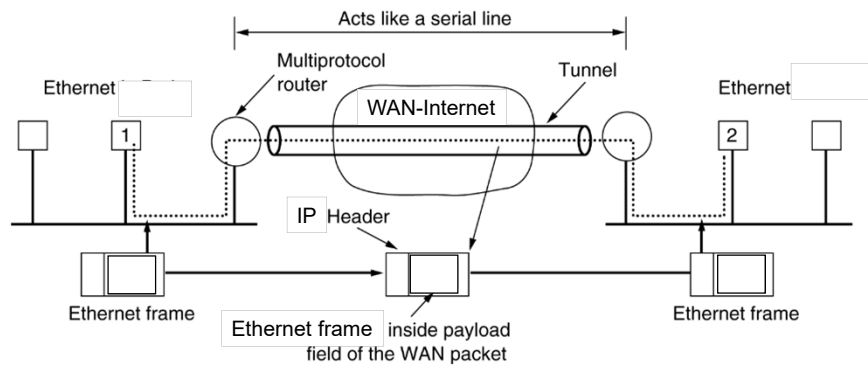 Acts like a serial line
Multiprotocol
router
Tunnel
Ethernet
WAN-Internet
Ethernet
1
2
IP Header
Ethernet frame
Ethernet frame inside payload
field of the WAN packet
Ethernet frame